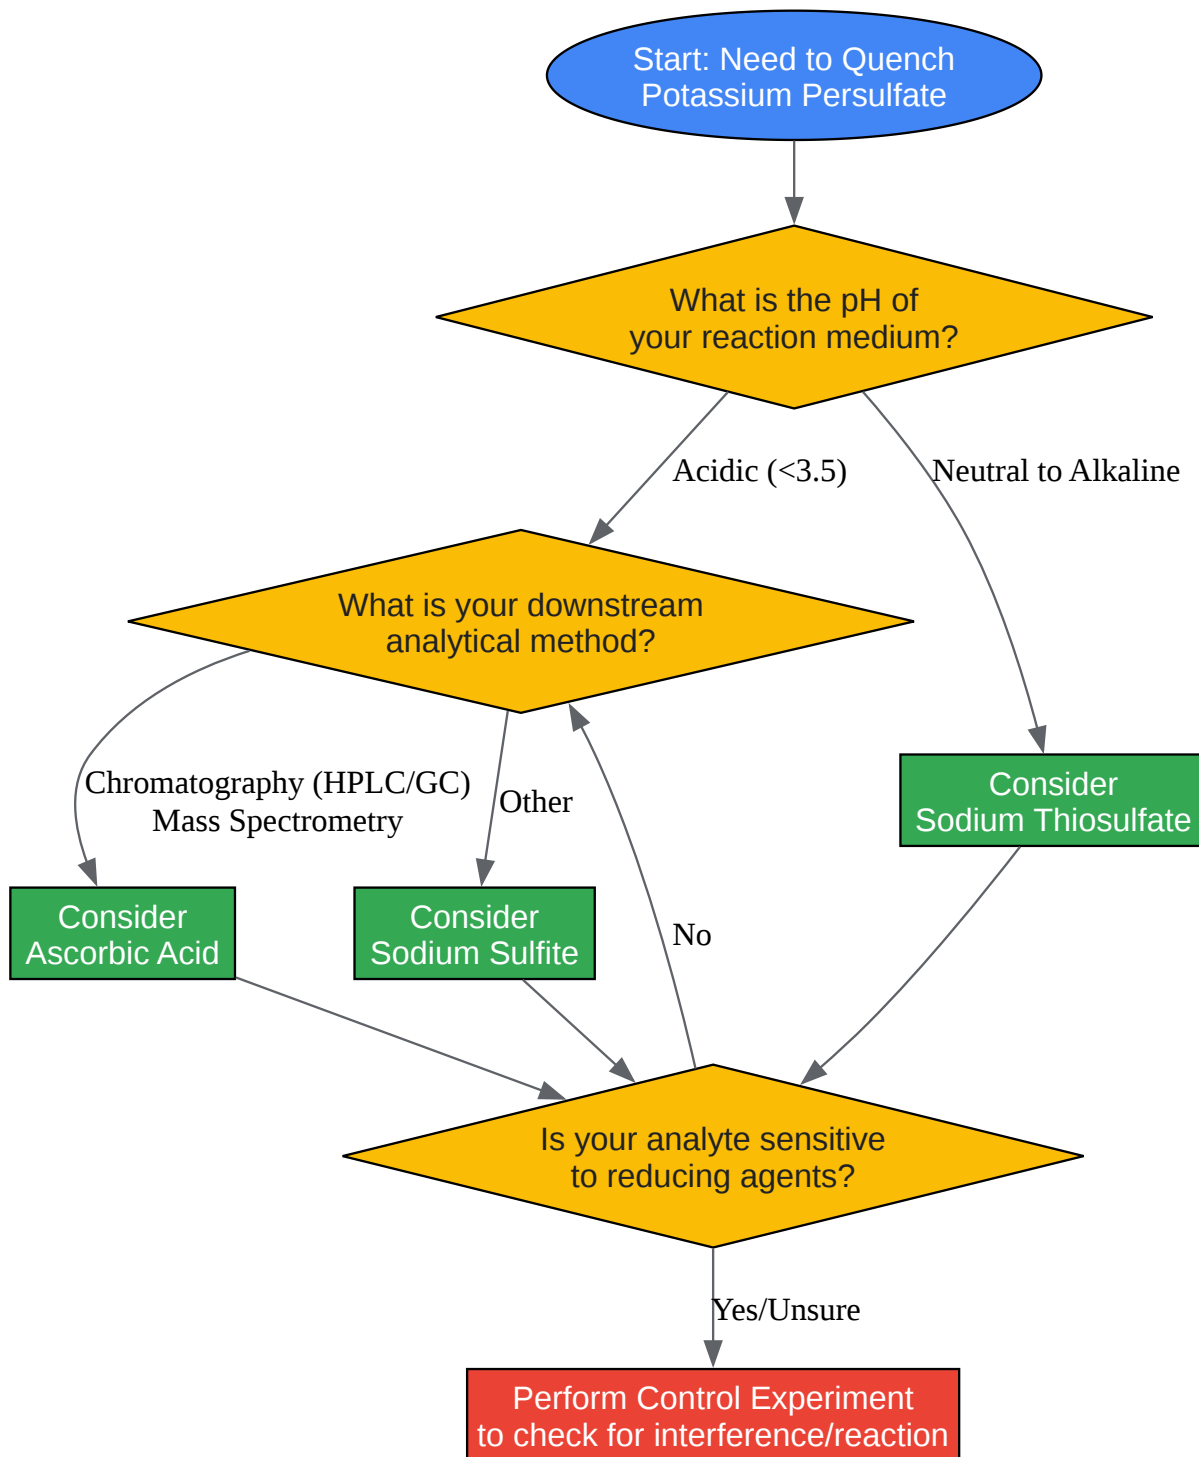 Start: Need to Quench
Potassium Persulfate
What is the pH of
your reaction medium?
Acidic (<3.5)
Neutral to Alkaline
What is your downstream
analytical method?
Chromatography (HPLC/GC)
Mass Spectrometry
Other
Consider
Sodium Thiosulfate
Consider
Ascorbic Acid
Consider
Sodium Sulfite
No
Is your analyte sensitive
to reducing agents?
Yes/Unsure
Perform Control Experiment
to check for interference/reaction